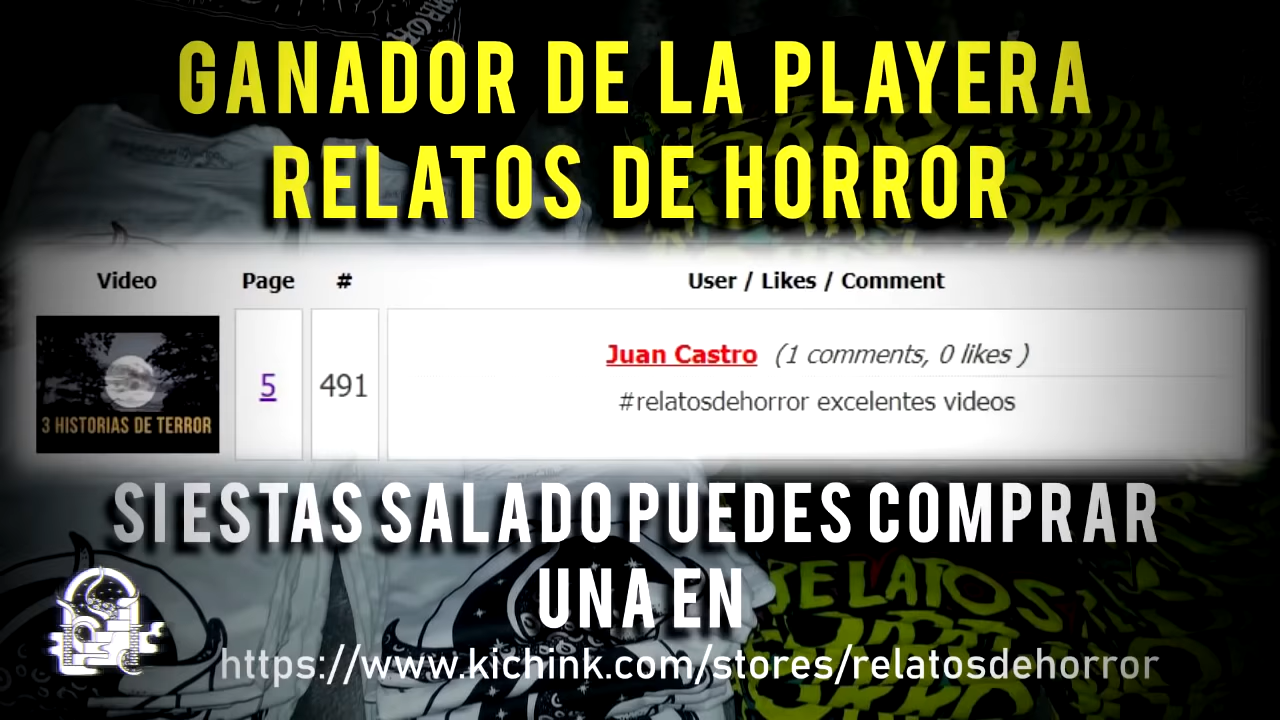 GANADOR DE LA PLAYERA
RELATOS DE HORROR
Video Page # User / Likes / Comment
Juan Castro (1 comments, 0 likes )
5 491
#relatosdehorror excelentes videos
3 HISTORIAS DE TERROR
SI ESTAS SALADO PUEDES COMPRAR
UNA EN
RELATOS
https://www.kichink.com/stores/relatosdehorror